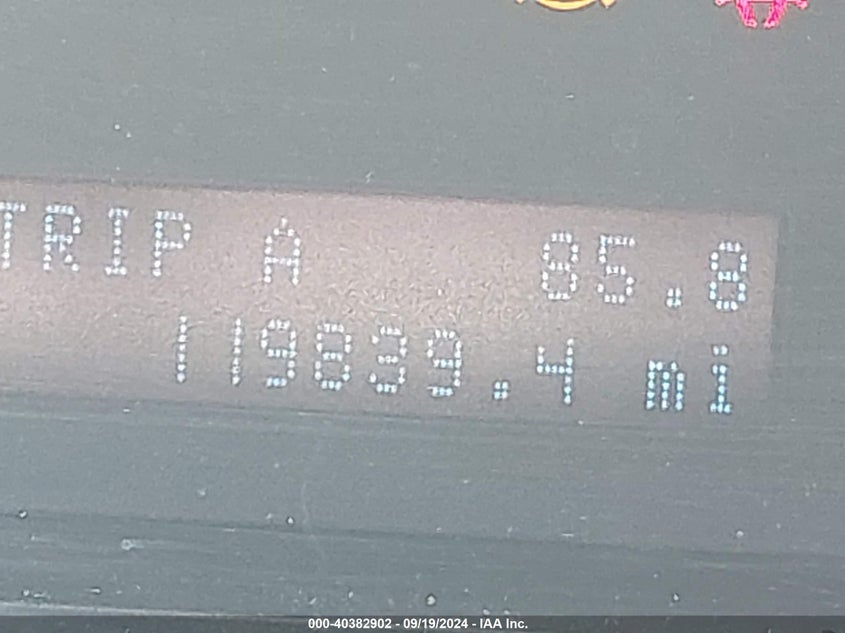 TRIP A 85.8
119839.4 mi
000-40382902 - 09/19/2024 - IAA Inc.